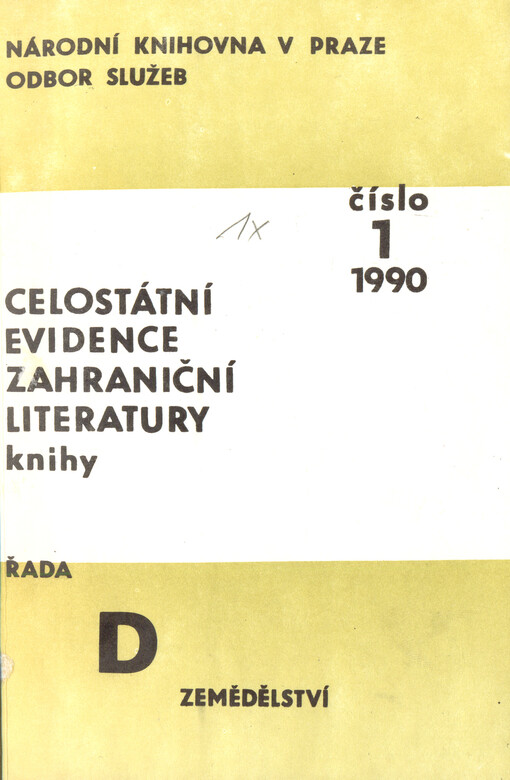 NÁRODNÍ KNIHOVNA V PRAZE
ODBOR SLUŽEB
číslo
1
1990
1x
CELOSTÁTNÍ
EVIDENCE
ZAHRANIČNÍ
LITERATURY
knihy
ŘADA
D
ZEMĚDĚLSTVÍ